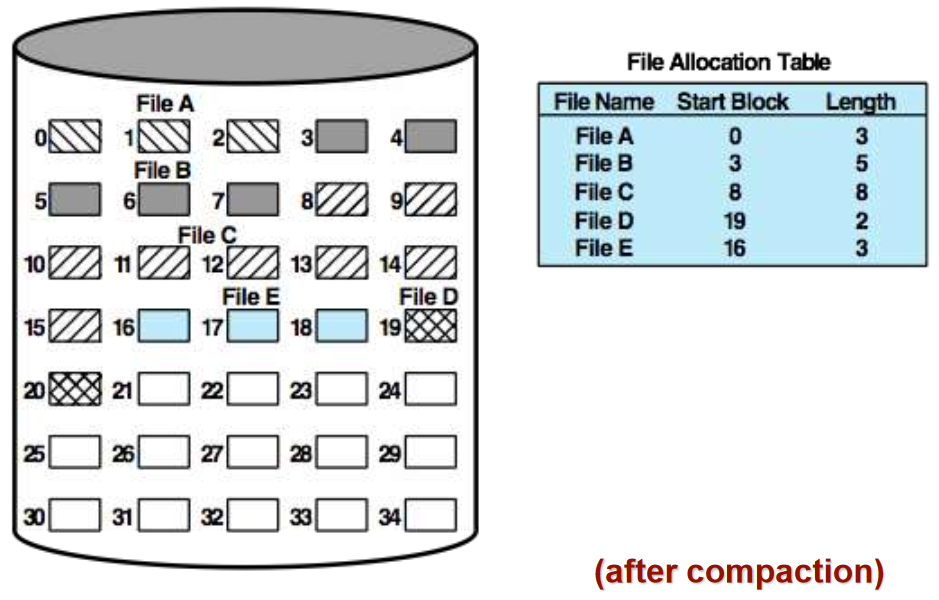 File Allocation Table
File Name Start Block Length
File A 0 3
File B 3 5
File C 8 8
File D 19 2
File E 16 3
File A
0 1 2 3 4
File B
5 6 7 8 9
File C
10 11 12 13 14
File E File D
15 16 17 18 19
20 21 22 23 24
25 26 27 28 29
30 31 32 33 34
(after compaction)